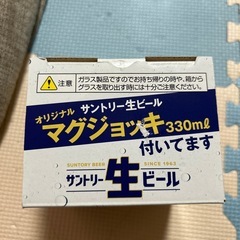 注意
ガラス製品ですのでお持ち帰りの時や、箱から
グラスを取り出す時には十分ご注意ください。
オリジナル サントリー生ビール
マグジョッキ330ml
付いてます
SUNTORY BEER SINCE 1963
サントリー生ビール